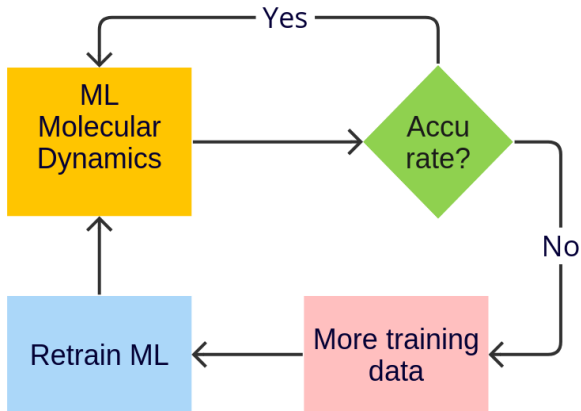 Yes
ML
Molecular
Dynamics
Accu
rate?
No
Retrain ML
More training
data